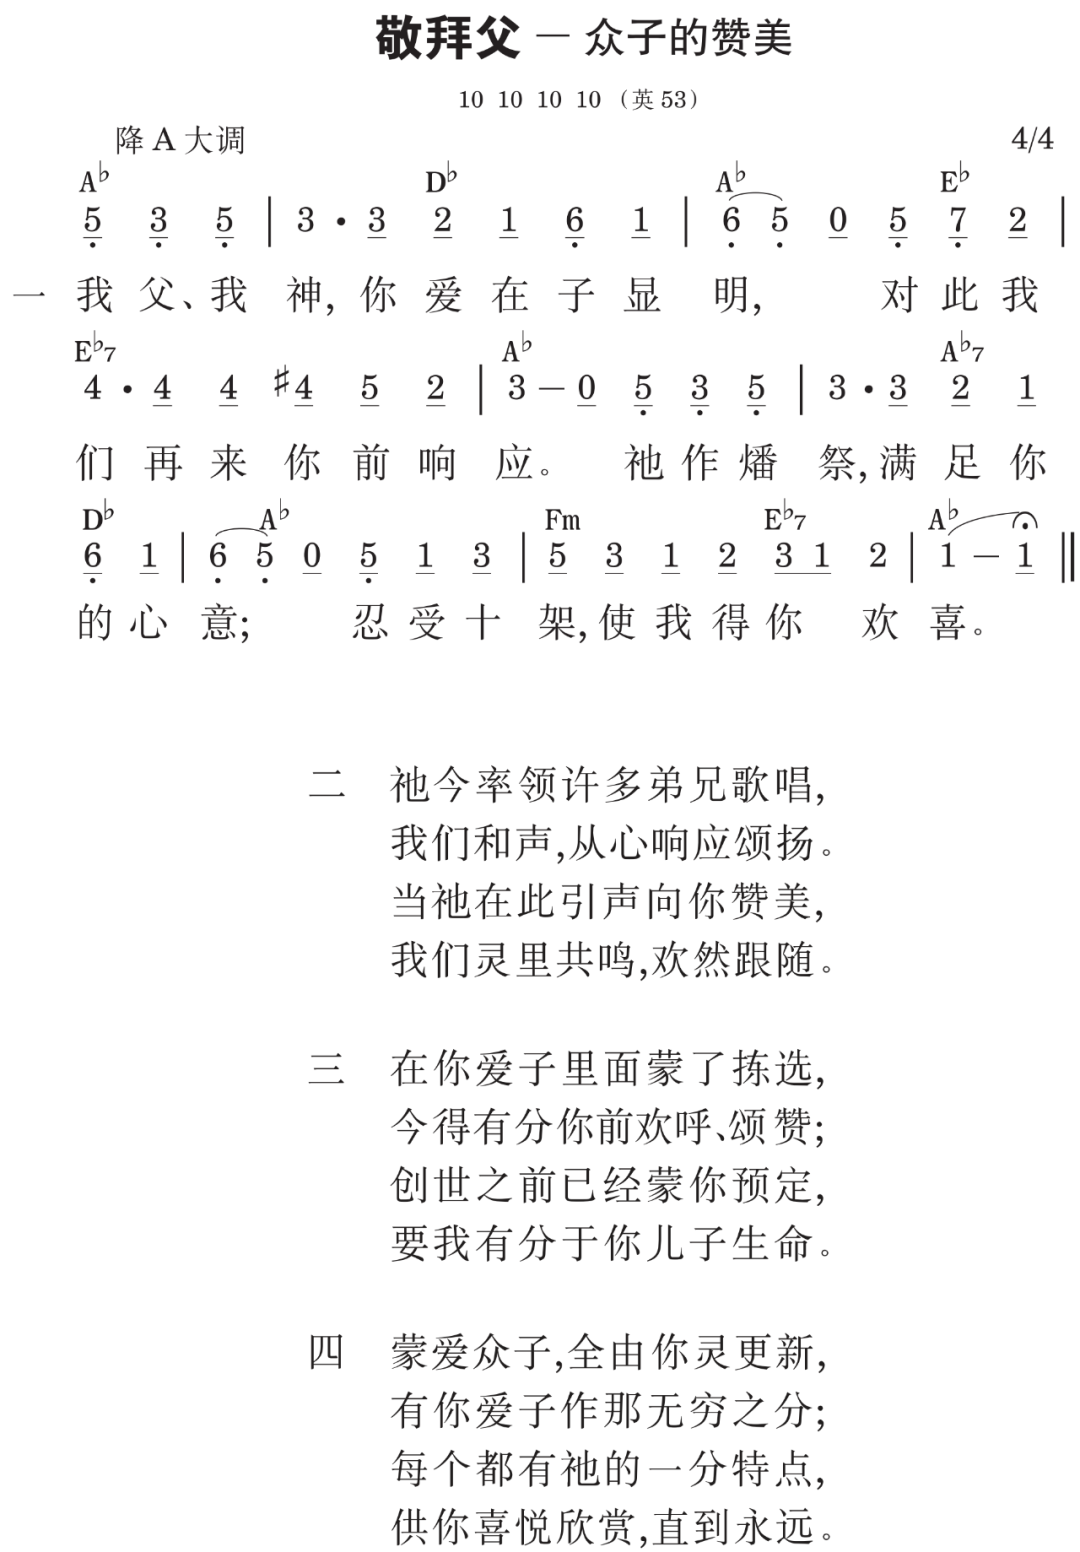 敬拜父 — 众子的赞美
10 10 10 10（英 53）
降 A 大调 4/4
A♭ D♭ A♭ E♭
5̣ 3̣ 5̣ | 3 · 3 2 1 6̣ 1 | 6̣ 5̣ 0 5̣ 7̣ 2 |
一 我父、我神,你爱在子显明, 对此我
E♭7 A♭ A♭7
4 · 4 4 ♯4 5 2 | 3 – 0 5̣ 3̣ 5̣ | 3 · 3 2 1
们再来你前响应。 祂作燔祭,满足你
D♭ A♭ Fm E♭7 A♭
6̣ 1 | 6̣ 5̣ 0 5̣ 1 3 | 5 3 1 2 3 1 2 | 1 – 1 ‖
的心意; 忍受十架,使我得你欢喜。
二 祂今率领许多弟兄歌唱,
我们和声,从心响应颂扬。
当祂在此引声向你赞美,
我们灵里共鸣,欢然跟随。
三 在你爱子里面蒙了拣选,
今得有分你前欢呼、颂赞;
创世之前已经蒙你预定,
要我有分于你儿子生命。
四 蒙爱众子,全由你灵更新,
有你爱子作那无穷之分;
每个都有祂的一分特点,
供你喜悦欣赏,直到永远。